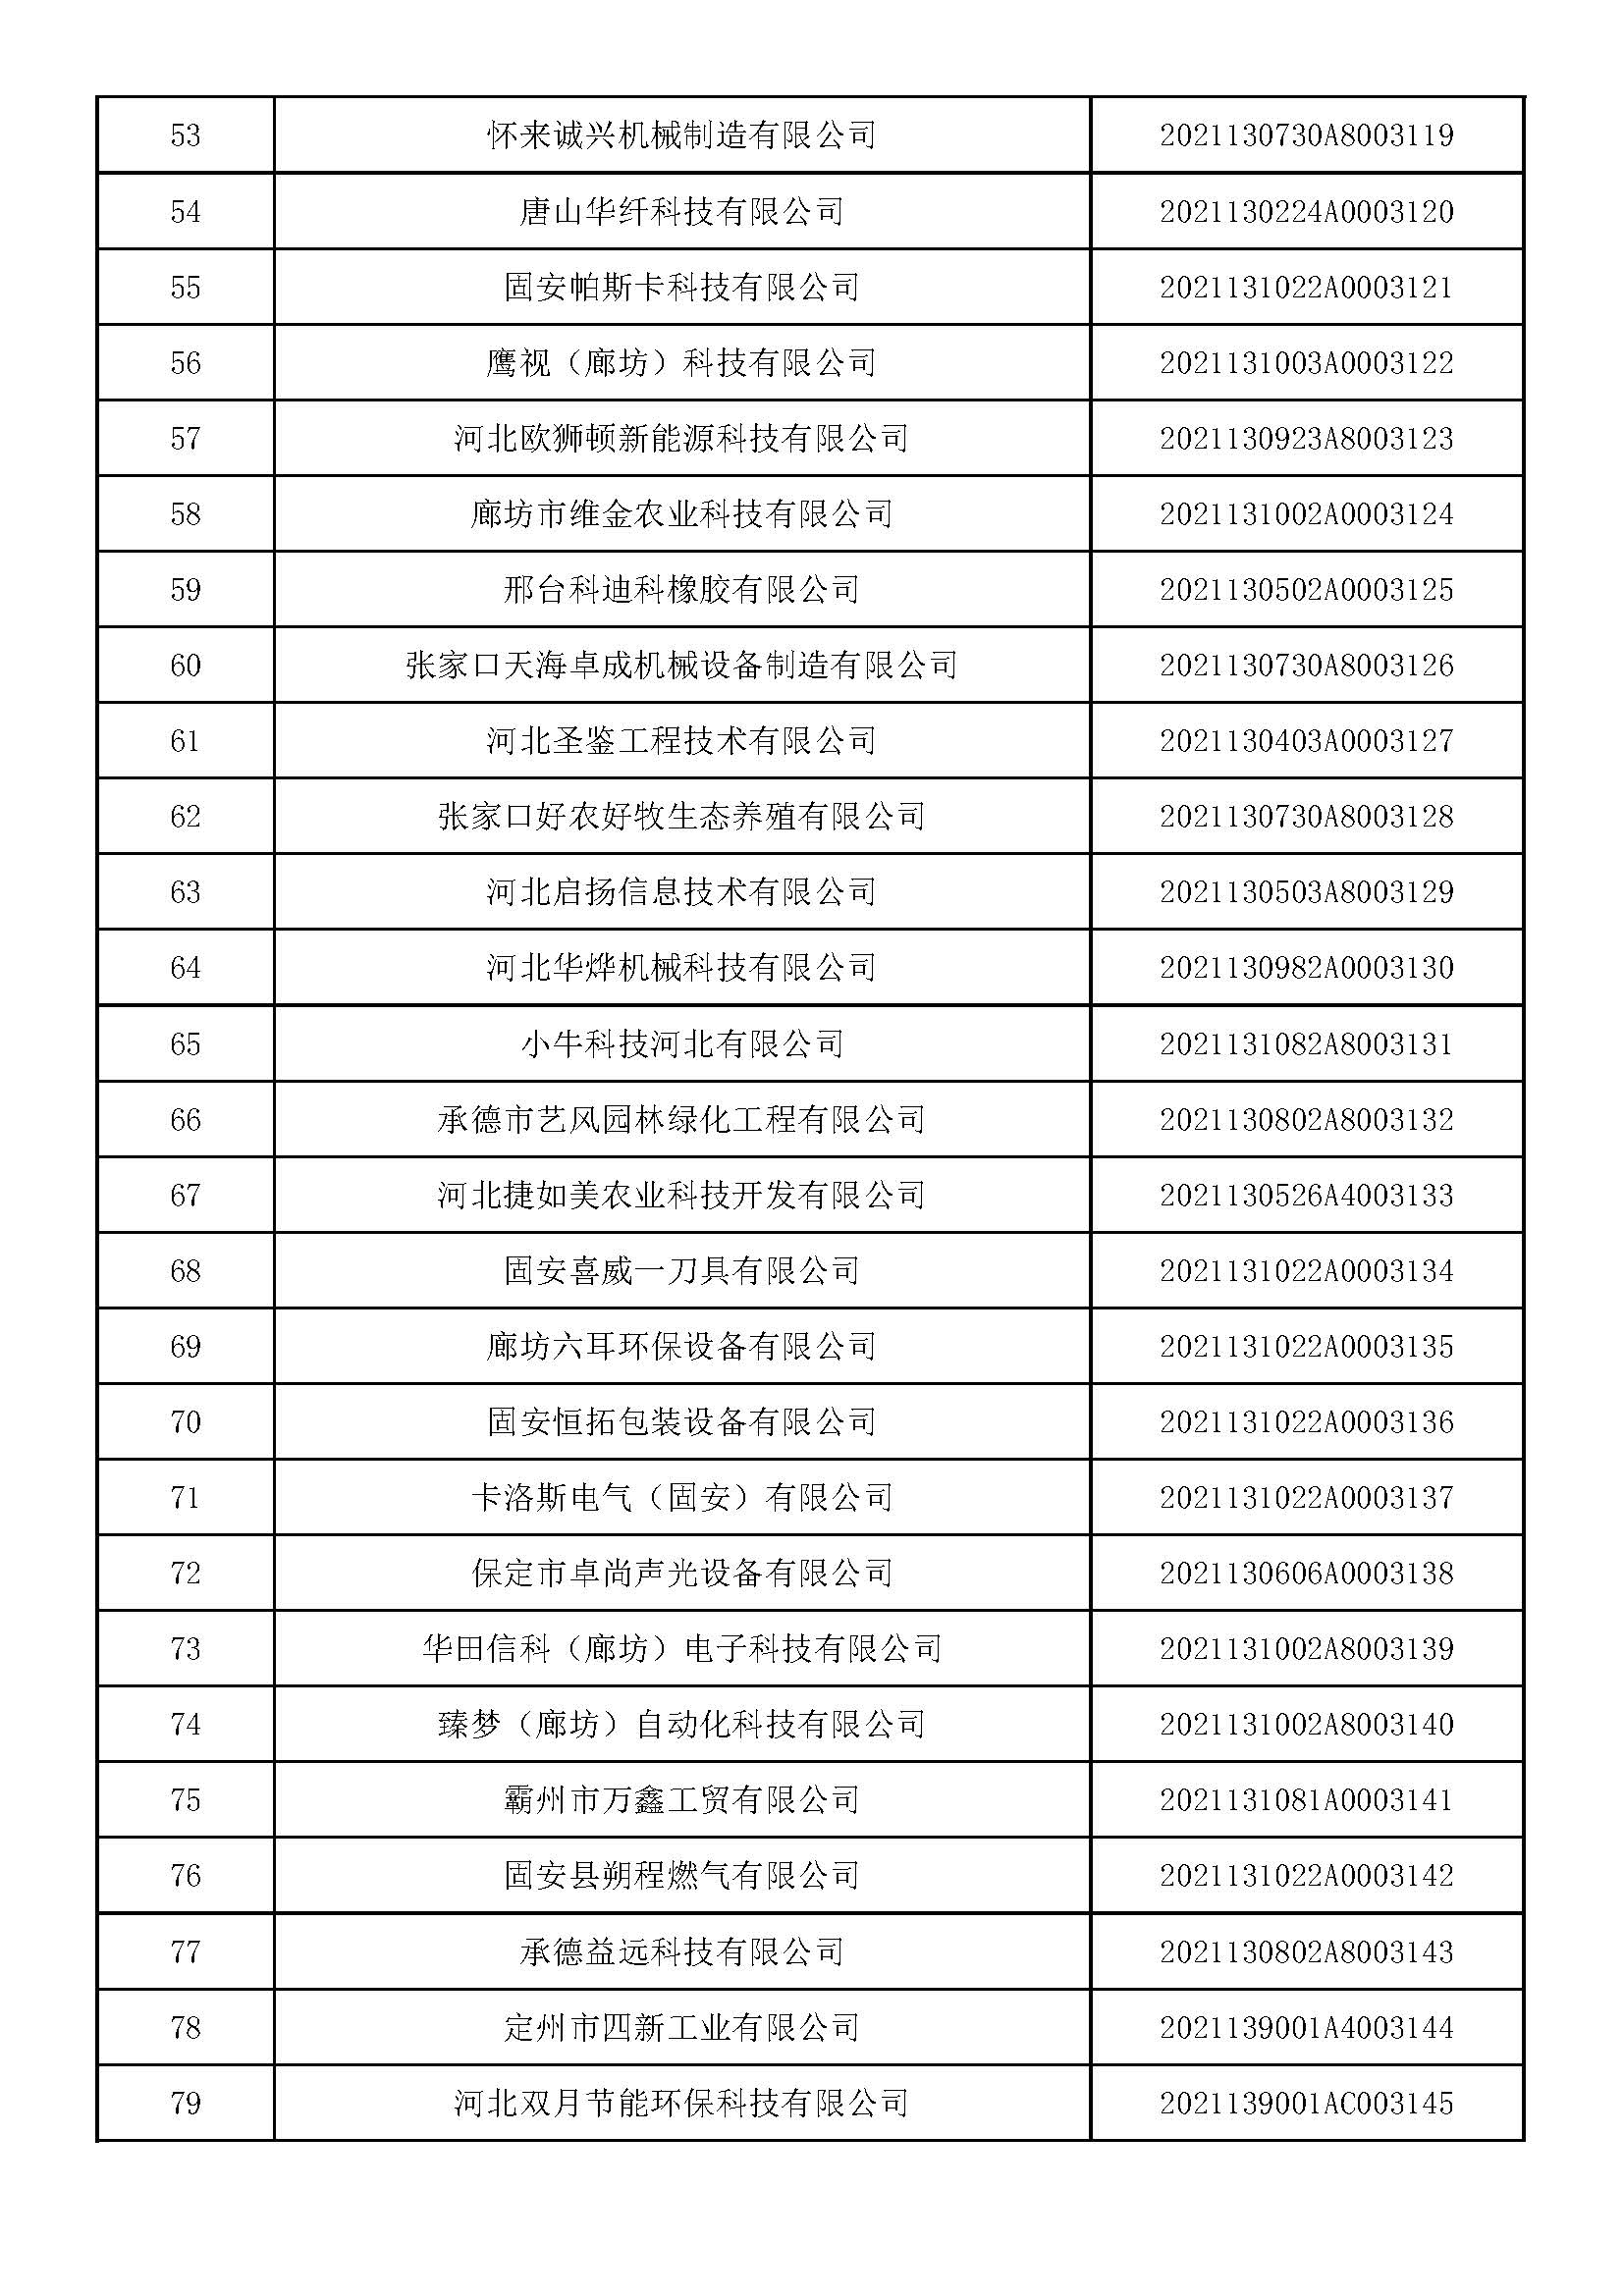 53 怀来诚兴机械制造有限公司 2021130730A8003119
54 唐山华纤科技有限公司 2021130224A0003120
55 固安帕斯卡科技有限公司 2021131022A0003121
56 鹰视（廊坊）科技有限公司 2021131003A0003122
57 河北欧狮顿新能源科技有限公司 2021130923A8003123
58 廊坊市维金农业科技有限公司 2021131002A0003124
59 邢台科迪科橡胶有限公司 2021130502A0003125
60 张家口天海卓成机械设备制造有限公司 2021130730A8003126
61 河北圣鉴工程技术有限公司 2021130403A0003127
62 张家口好农好牧生态养殖有限公司 2021130730A8003128
63 河北启扬信息技术有限公司 2021130503A8003129
64 河北华烨机械科技有限公司 2021130982A0003130
65 小牛科技河北有限公司 2021131082A8003131
66 承德市艺风园林绿化工程有限公司 2021130802A8003132
67 河北捷如美农业科技开发有限公司 2021130526A4003133
68 固安喜威一刀具有限公司 2021131022A0003134
69 廊坊六耳环保设备有限公司 2021131022A0003135
70 固安恒拓包装设备有限公司 2021131022A0003136
71 卡洛斯电气（固安）有限公司 2021131022A0003137
72 保定市卓尚声光设备有限公司 2021130606A0003138
73 华田信科（廊坊）电子科技有限公司 2021131002A8003139
74 臻梦（廊坊）自动化科技有限公司 2021131002A8003140
75 霸州市万鑫工贸有限公司 2021131081A0003141
76 固安县朔程燃气有限公司 2021131022A0003142
77 承德益远科技有限公司 2021130802A8003143
78 定州市四新工业有限公司 2021139001A4003144
79 河北双月节能环保科技有限公司 2021139001AC003145